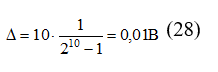 Δ = 10 · 1 / (2^10 − 1) = 0,01В (28)